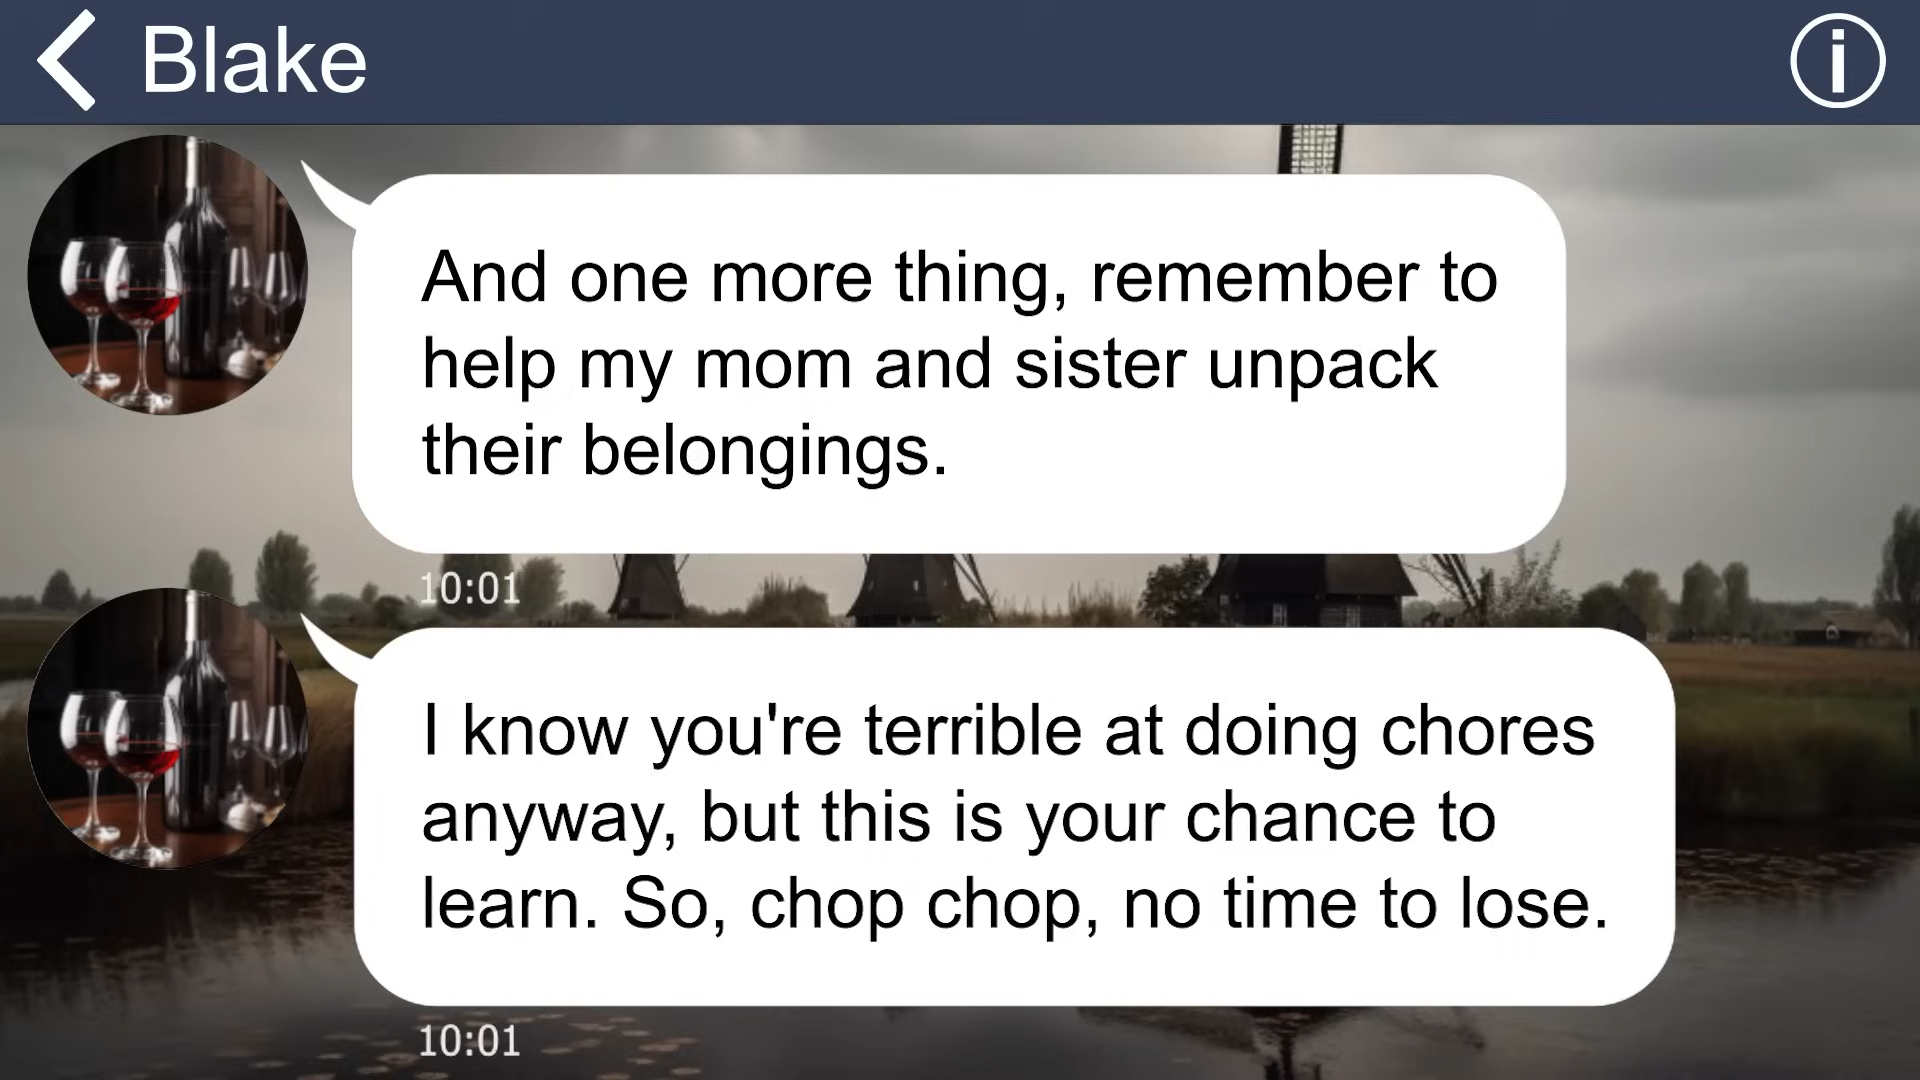 Blake
And one more thing, remember to
help my mom and sister unpack
their belongings.
10:01
I know you're terrible at doing chores
anyway, but this is your chance to
learn. So, chop chop, no time to lose.
10:01